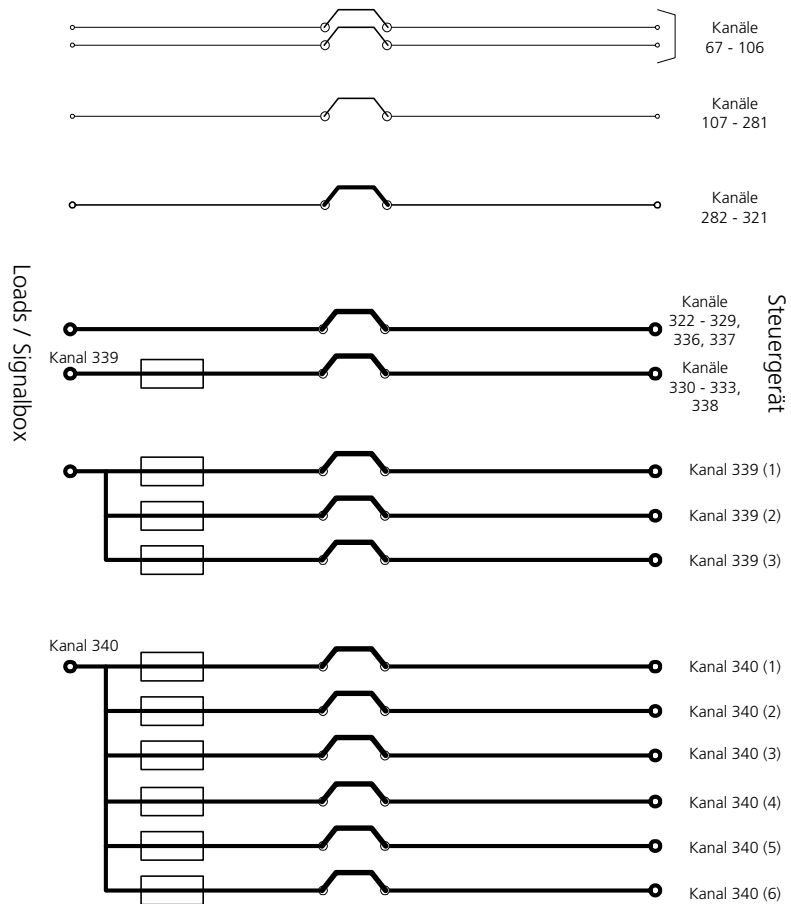 Kanäle
67 - 106
Kanäle
107 - 281
Kanäle
282 - 321
Loads / Signalbox
Steuergerät
Kanäle
322 - 329,
336, 337
Kanal 339
Kanäle
330 - 333,
338
Kanal 339 (1)
Kanal 339 (2)
Kanal 339 (3)
Kanal 340
Kanal 340 (1)
Kanal 340 (2)
Kanal 340 (3)
Kanal 340 (4)
Kanal 340 (5)
Kanal 340 (6)